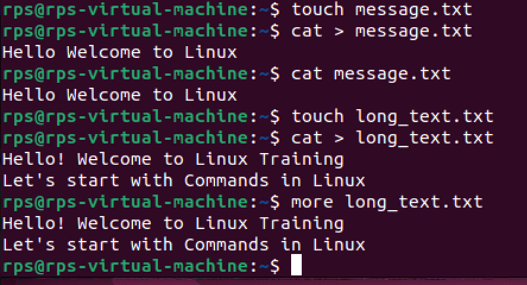 rps@rps-virtual-machine:~$ touch message.txt
rps@rps-virtual-machine:~$ cat > message.txt
Hello Welcome to Linux
rps@rps-virtual-machine:~$ cat message.txt
Hello Welcome to Linux
rps@rps-virtual-machine:~$ touch long_text.txt
rps@rps-virtual-machine:~$ cat > long_text.txt
Hello! Welcome to Linux Training
Let's start with Commands in Linux
rps@rps-virtual-machine:~$ more long_text.txt
Hello! Welcome to Linux Training
Let's start with Commands in Linux
rps@rps-virtual-machine:~$